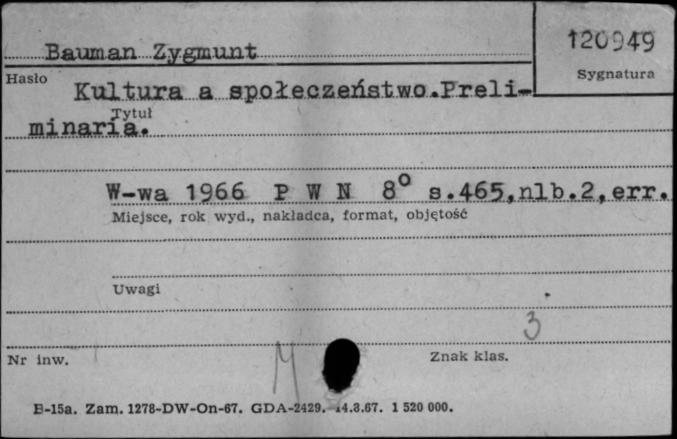 Bauman Zygmunt
120949
Hasło
Sygnatura
Kultura a społeczeństwo.Preli-
Tytuł
minaria.
W-wa 1966 P W N 8° s.465,nlb.2,err.
Miejsce, rok wyd., nakładca, format, objętość
Uwagi
3
Nr inw.
Znak klas.
B-15a. Zam. 1278-DW-On-67. GDA-2429. 14.8.67. 1 520 000.